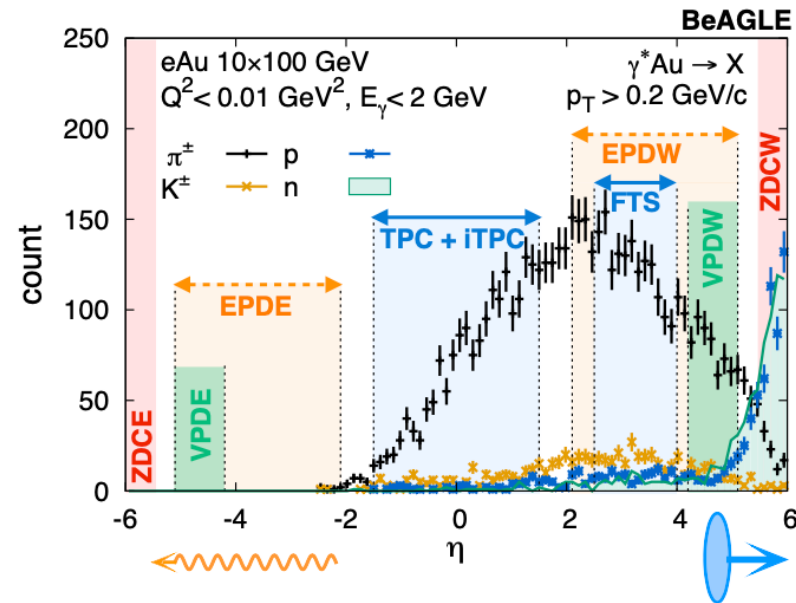 BeAGLE
eAu 10×100 GeV
Q² < 0.01 GeV², Eγ < 2 GeV
γ*Au → X
pT > 0.2 GeV/c
π± p
K± n
EPDW
FTS
TPC + iTPC
EPDE
VPDE
ZDCE
VPDW
ZDCW
count
250
200
150
100
50
0
-6 -4 -2 0 2 4 6
η